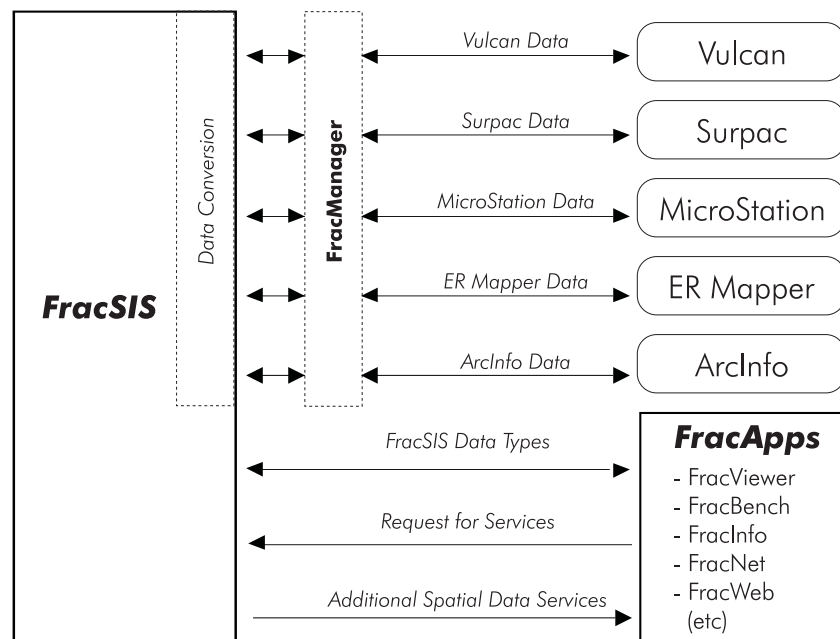 Vulcan Data
Vulcan
Surpac Data
Surpac
MicroStation Data
MicroStation
ER Mapper Data
ER Mapper
ArcInfo Data
ArcInfo
Data Conversion
FracManager
FracSIS
FracSIS Data Types
Request for Services
Additional Spatial Data Services
FracApps
- FracViewer
- FracBench
- FracInfo
- FracNet
- FracWeb
(etc)